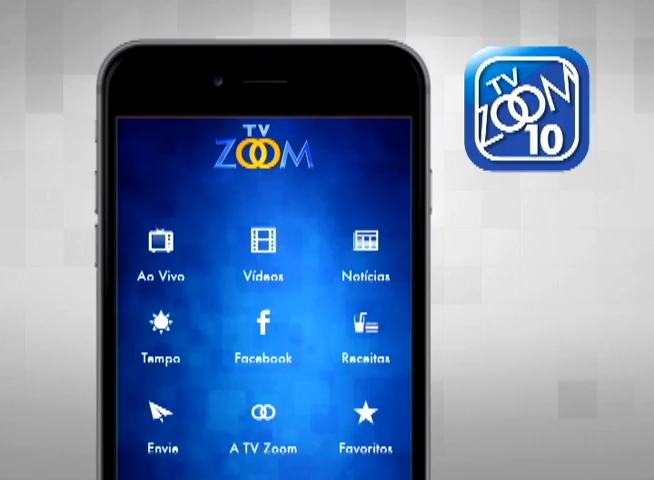 TV
ZOOM
TV
ZOOM
10
Ao Vivo
Vídeos
Notícias
Tempo
Facebook
Receitas
Envie
A TV Zoom
Favoritos